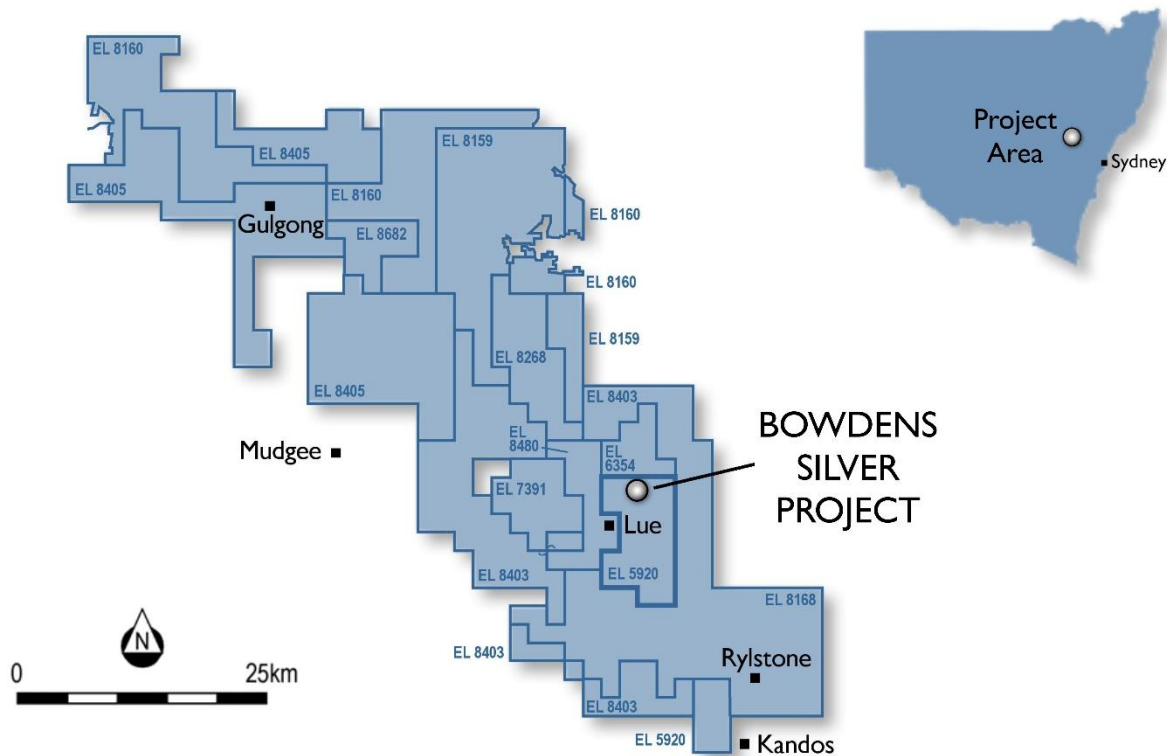 EL 8160
EL 8159
EL 8405
EL 8405
EL 8160
Gulgong
EL 8682
EL 8160
EL 8160
EL 8159
EL 8268
EL 8405
EL 8403
EL
8480
EL
6354
Mudgee
EL 7391
Lue
EL 8403
EL 5920
EL 8168
EL 8403
Rylstone
EL 8403
EL 5920
Kandos
BOWDENS
SILVER
PROJECT
Project
Area
Sydney
N
0
25km